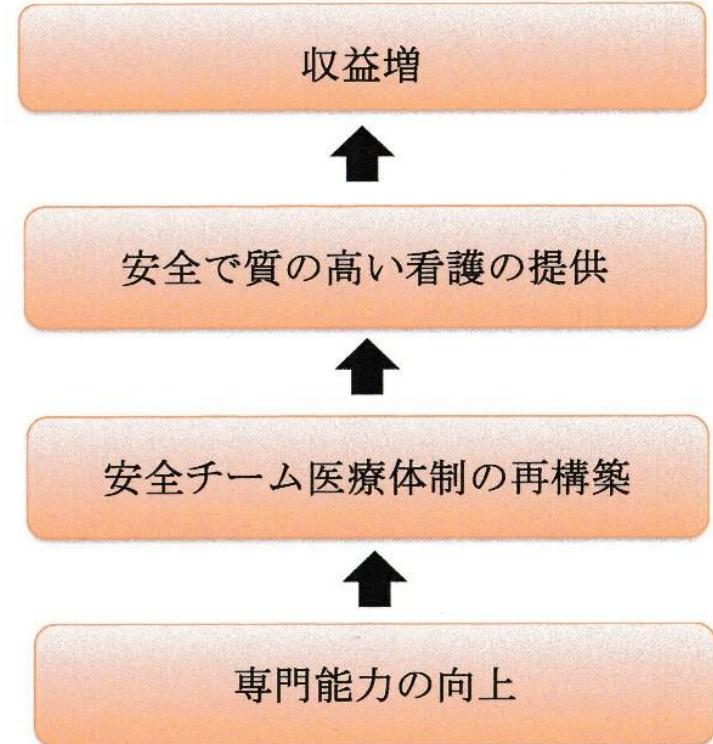 収益増
安全で質の高い看護の提供
安全チーム医療体制の再構築
専門能力の向上